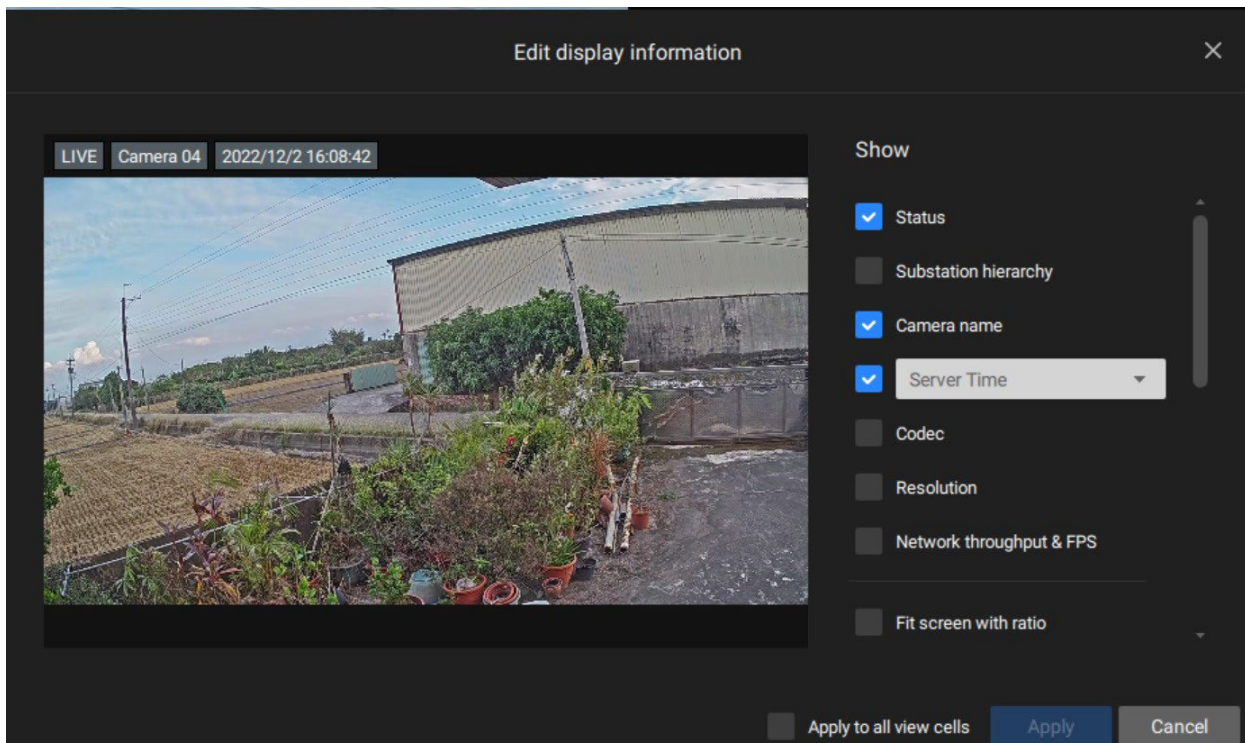 Edit display information
LIVE Camera 04 2022/12/2 16:08:42
Show
Status
Substation hierarchy
Camera name
Server Time
Codec
Resolution
Network throughput & FPS
Fit screen with ratio
Apply to all view cells Apply Cancel